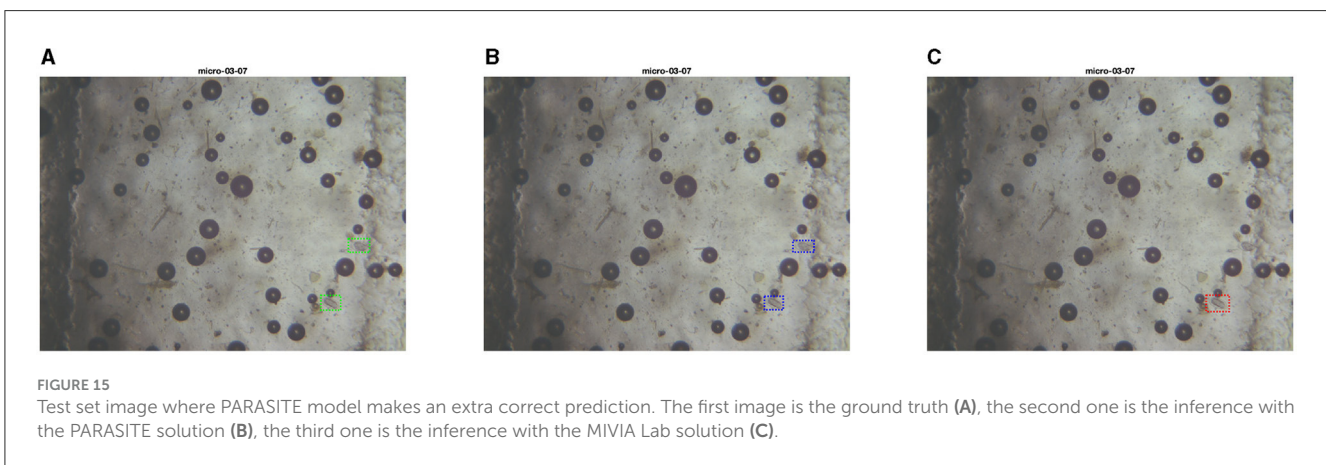 A
B
C
micro-03-07
micro-03-07
micro-03-07
FIGURE 15
Test set image where PARASITE model makes an extra correct prediction. The first image is the ground truth (A), the second one is the inference with
the PARASITE solution (B), the third one is the inference with the MIVIA Lab solution (C).